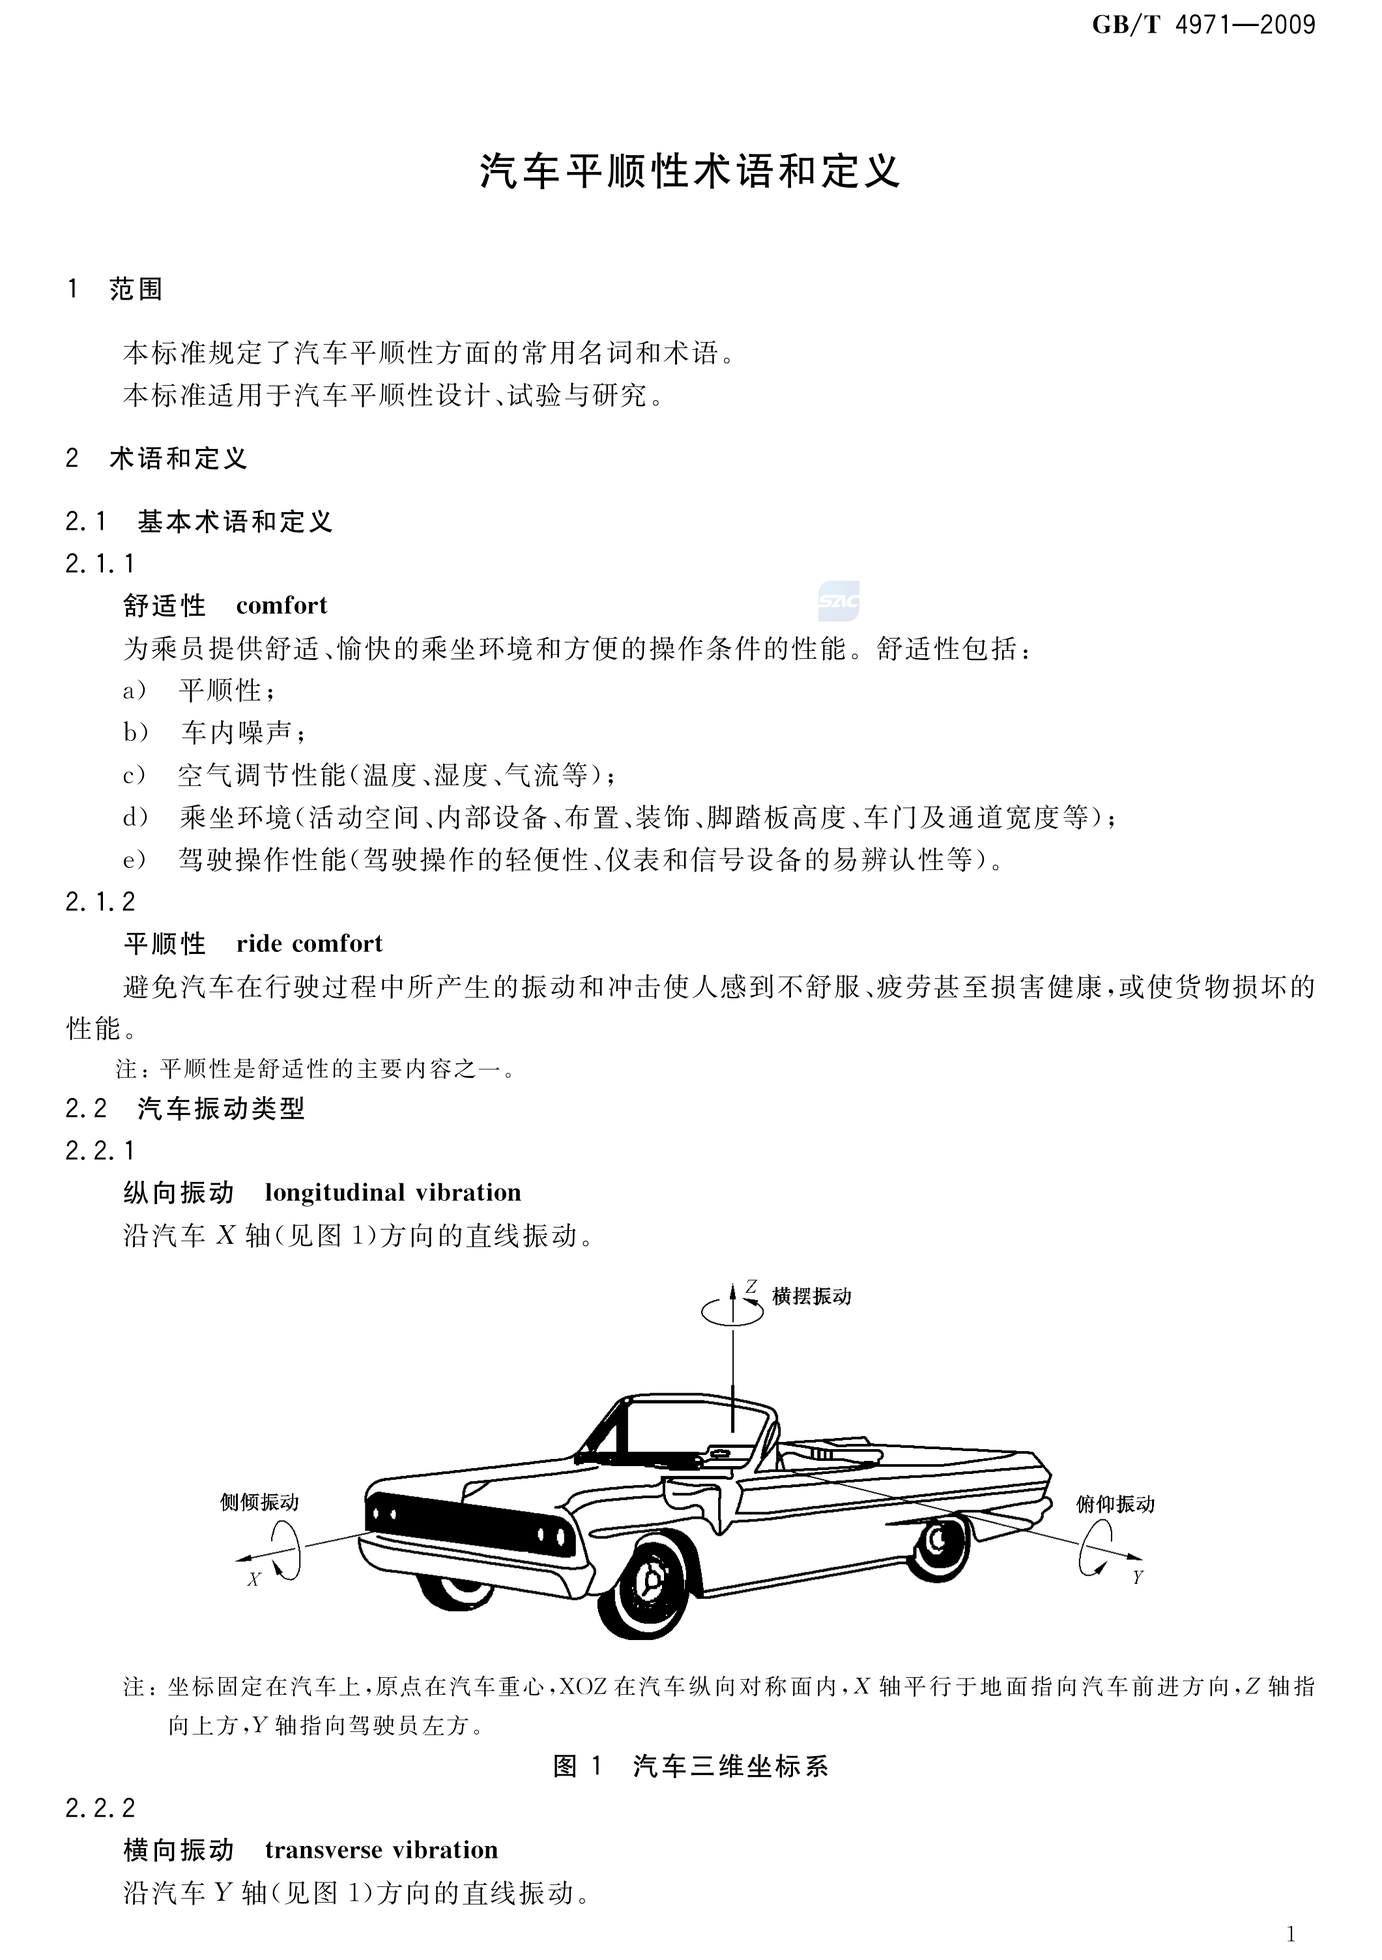 GB/T 4971—2009
汽车平顺性术语和定义
1 范围
本标准规定了汽车平顺性方面的常用名词和术语。
本标准适用于汽车平顺性设计、试验与研究。
2 术语和定义
2.1 基本术语和定义
2.1.1
舒适性 comfort
SAC
为乘员提供舒适、愉快的乘坐环境和方便的操作条件的性能。舒适性包括：
a） 平顺性；
b） 车内噪声；
c） 空气调节性能（温度、湿度、气流等）；
d） 乘坐环境（活动空间、内部设备、布置、装饰、脚踏板高度、车门及通道宽度等）；
e） 驾驶操作性能（驾驶操作的轻便性、仪表和信号设备的易辨认性等）。
2.1.2
平顺性 ride comfort
避免汽车在行驶过程中所产生的振动和冲击使人感到不舒服、疲劳甚至损害健康，或使货物损坏的
性能。
注：平顺性是舒适性的主要内容之一。
2.2 汽车振动类型
2.2.1
纵向振动 longitudinal vibration
沿汽车 X 轴（见图 1）方向的直线振动。
Z
横摆振动
侧倾振动
俯仰振动
X
Y
注：坐标固定在汽车上，原点在汽车重心，XOZ 在汽车纵向对称面内，X 轴平行于地面指向汽车前进方向，Z 轴指
向上方，Y 轴指向驾驶员左方。
图 1 汽车三维坐标系
2.2.2
横向振动 transverse vibration
沿汽车 Y 轴（见图 1）方向的直线振动。
1